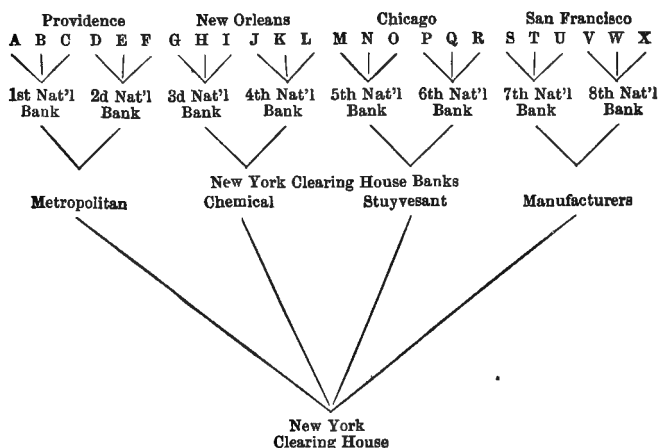 Providence New Orleans Chicago San Francisco
A B C D E F G H I J K L M N O P Q R S T U V W X
1st Nat'l 2d Nat'l 3d Nat'l 4th Nat'l 5th Nat'l 6th Nat'l 7th Nat'l 8th Nat'l
Bank Bank Bank Bank Bank Bank Bank Bank
New York Clearing House Banks
Metropolitan Chemical Stuyvesant Manufacturers
New York
Clearing House